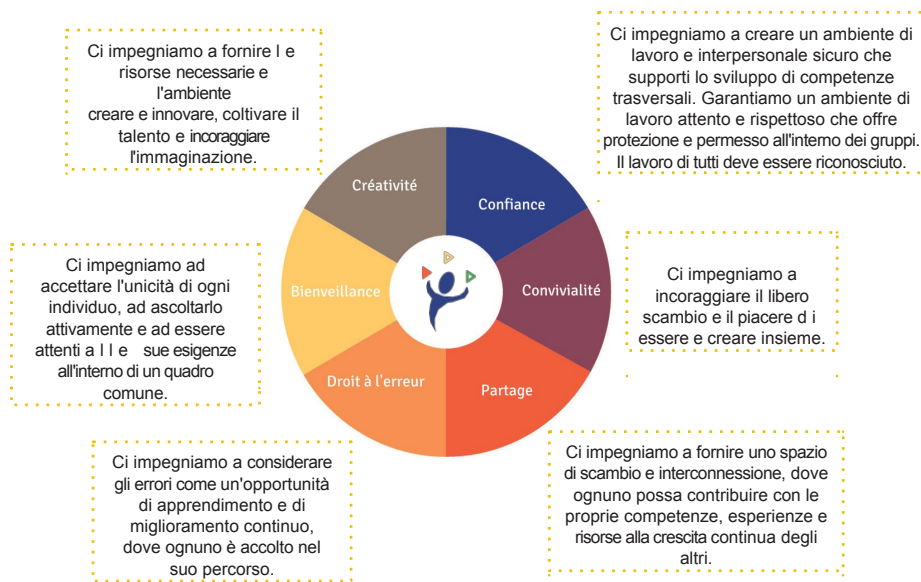 Ci impegniamo a fornire l e
risorse necessarie e
l'ambiente
creare e innovare, coltivare il
talento e incoraggiare
l'immaginazione.
Ci impegniamo a creare un ambiente di
lavoro e interpersonale sicuro che
supporti lo sviluppo di competenze
trasversali. Garantiamo un ambiente di
lavoro attento e rispettoso che offre
protezione e permesso all'interno dei gruppi.
Il lavoro di tutti deve essere riconosciuto.
Créativité
Confiance
Ci impegniamo ad
accettare l'unicità di ogni
individuo, ad ascoltarlo
attivamente e ad essere
attenti a l l e sue esigenze
all'interno di un quadro
comune.
Bienveillance
Convivialité
Ci impegniamo a
incoraggiare il libero
scambio e il piacere d i
essere e creare insieme.
Droit à l'erreur
Partage
Ci impegniamo a considerare
gli errori come un'opportunità
di apprendimento e di
miglioramento continuo,
dove ognuno è accolto nel
suo percorso.
Ci impegniamo a fornire uno spazio
di scambio e interconnessione, dove
ognuno possa contribuire con le
proprie competenze, esperienze e
risorse alla crescita continua degli
altri.